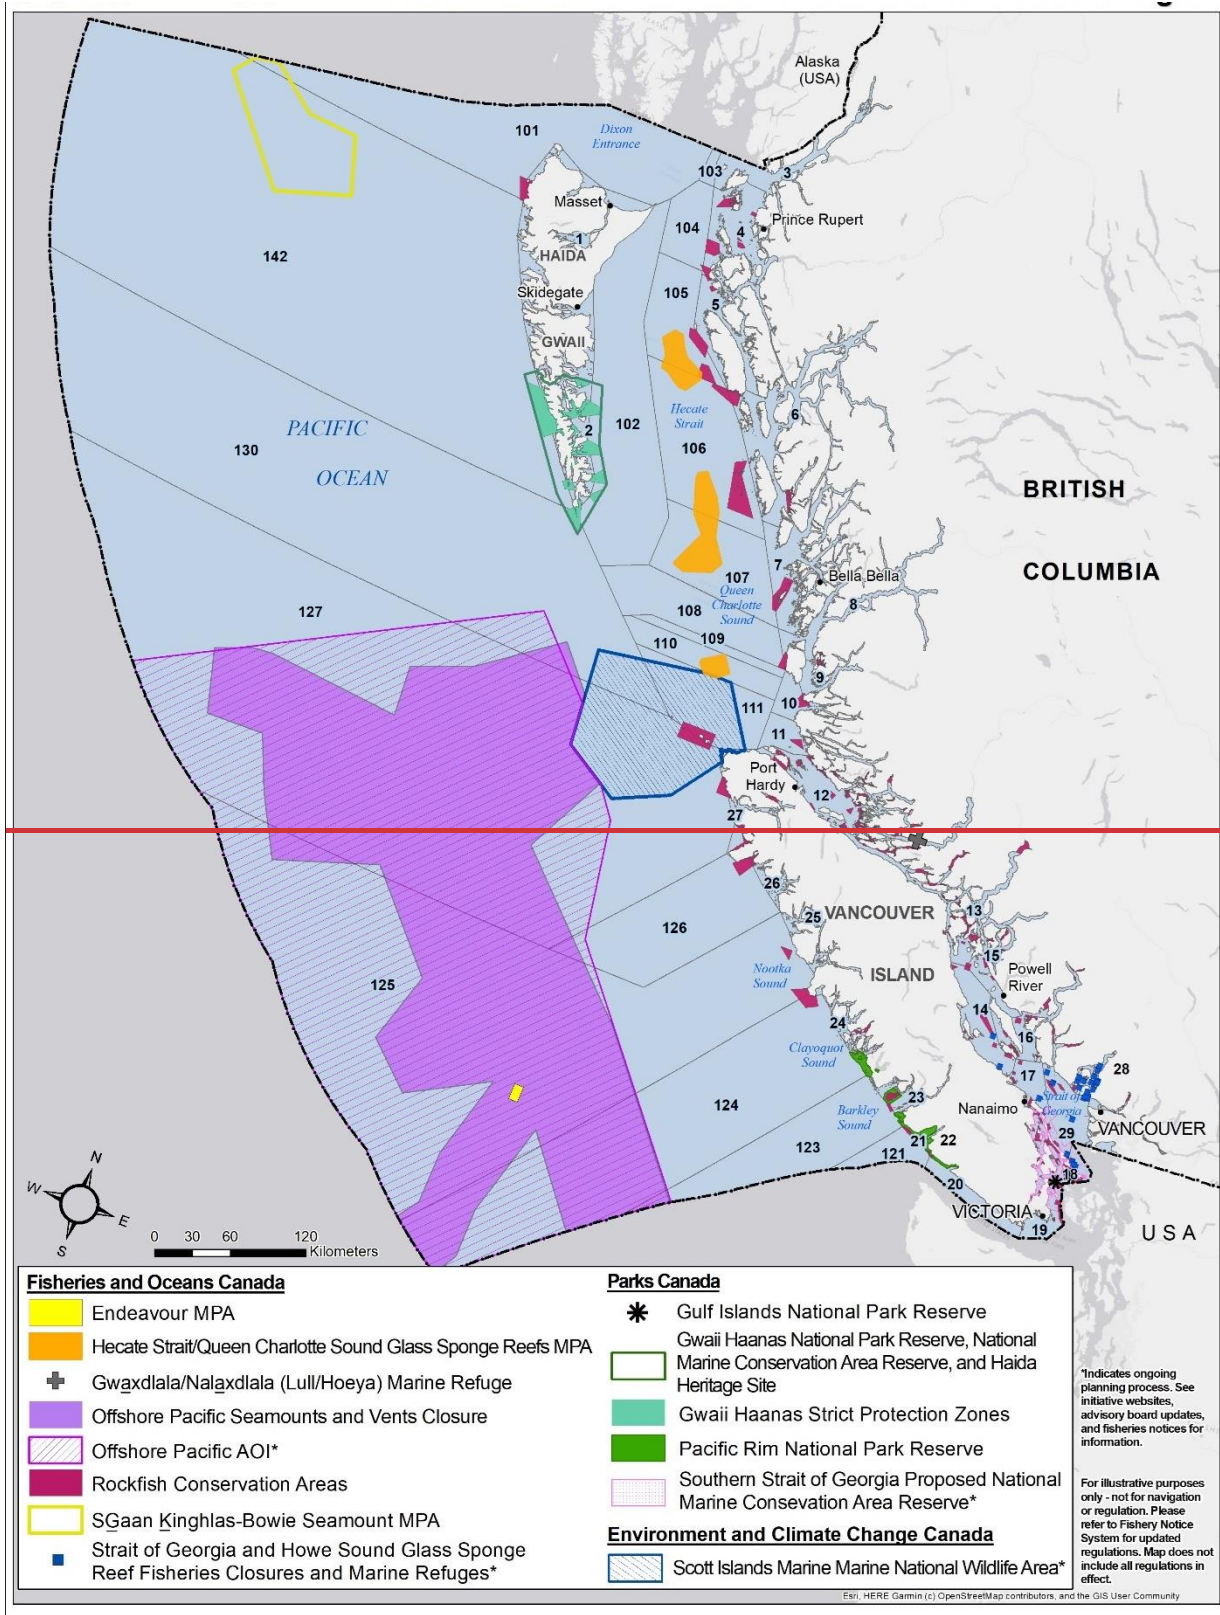 Alaska
(USA)
101
Dixon
Entrance
103
3
Masset
104
4
Prince Rupert
1
142
HAIDA
105
Skidegate
5
GWAII
Hecate
Strait
6
2
102
PACIFIC
130
106
OCEAN
BRITISH
7
107
Bella Bella
COLUMBIA
Queen
Charlotte
Sound
8
127
108
109
110
9
111
10
11
Port
Hardy
12
27
26
13
VANCOUVER
25
126
15
Nootka
Sound
ISLAND
Powell
River
125
14
24
16
Clayoquot
Sound
17
28
124
23
Barkley
Sound
Nanaimo
Strait of
Georgia
VANCOUVER
29
21
22
123
121
18
N
W
E
S
20
VICTORIA
19
USA
0 30 60 120
Kilometers
Fisheries and Oceans Canada
Endeavour MPA
Hecate Strait/Queen Charlotte Sound Glass Sponge Reefs MPA
Gwaxdlala/Nalaxdlala (Lull/Hoeya) Marine Refuge
Offshore Pacific Seamounts and Vents Closure
Offshore Pacific AOI*
Rockfish Conservation Areas
SGaan Kinghlas-Bowie Seamount MPA
Strait of Georgia and Howe Sound Glass Sponge
Reef Fisheries Closures and Marine Refuges*
Parks Canada
Gulf Islands National Park Reserve
Gwaii Haanas National Park Reserve, National
Marine Conservation Area Reserve, and Haida
Heritage Site
Gwaii Haanas Strict Protection Zones
Pacific Rim National Park Reserve
Southern Strait of Georgia Proposed National
Marine Consevation Area Reserve*
Environment and Climate Change Canada
Scott Islands Marine Marine National Wildlife Area*
*Indicates ongoing
planning process. See
initiative websites,
advisory board updates,
and fisheries notices for
information.
For illustrative purposes
only - not for navigation
or regulation. Please
refer to Fishery Notice
System for updated
regulations. Map does not
include all regulations in
effect.
Esri, HERE Garmin (c) OpenStreetMap contributors, and the GIS User Community